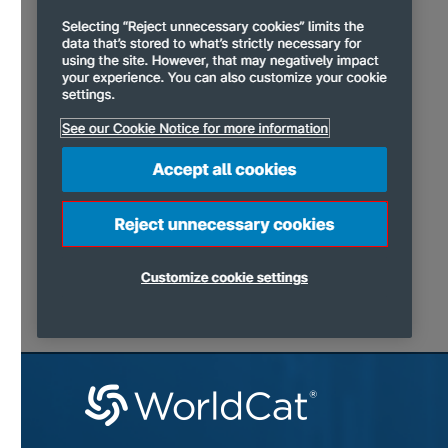 Selecting "Reject unnecessary cookies" limits the
data that's stored to what's strictly necessary for
using the site. However, that may negatively impact
your experience. You can also customize your cookie
settings.
See our Cookie Notice for more information
Accept all cookies
Reject unnecessary cookies
Customize cookie settings
WorldCat®